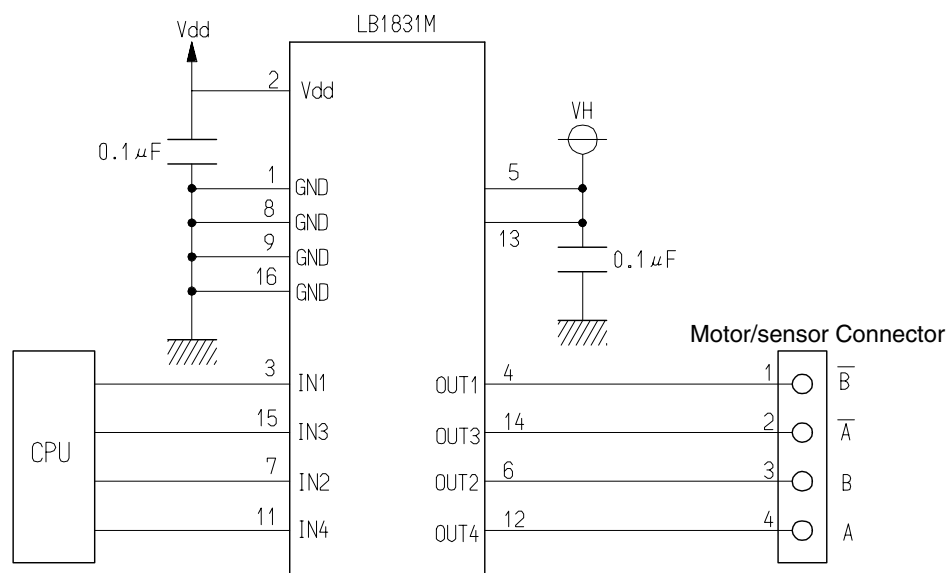 LB1831M
Vdd
2
Vdd
0.1μF
VH
1
GND
5
8
GND
13
9
GND
0.1μF
16
GND
Motor/sensor Connector
CPU
3
IN1
OUT1
4
1
B̅
15
IN3
OUT3
14
2
A̅
7
IN2
OUT2
6
3
B
11
IN4
OUT4
12
4
A